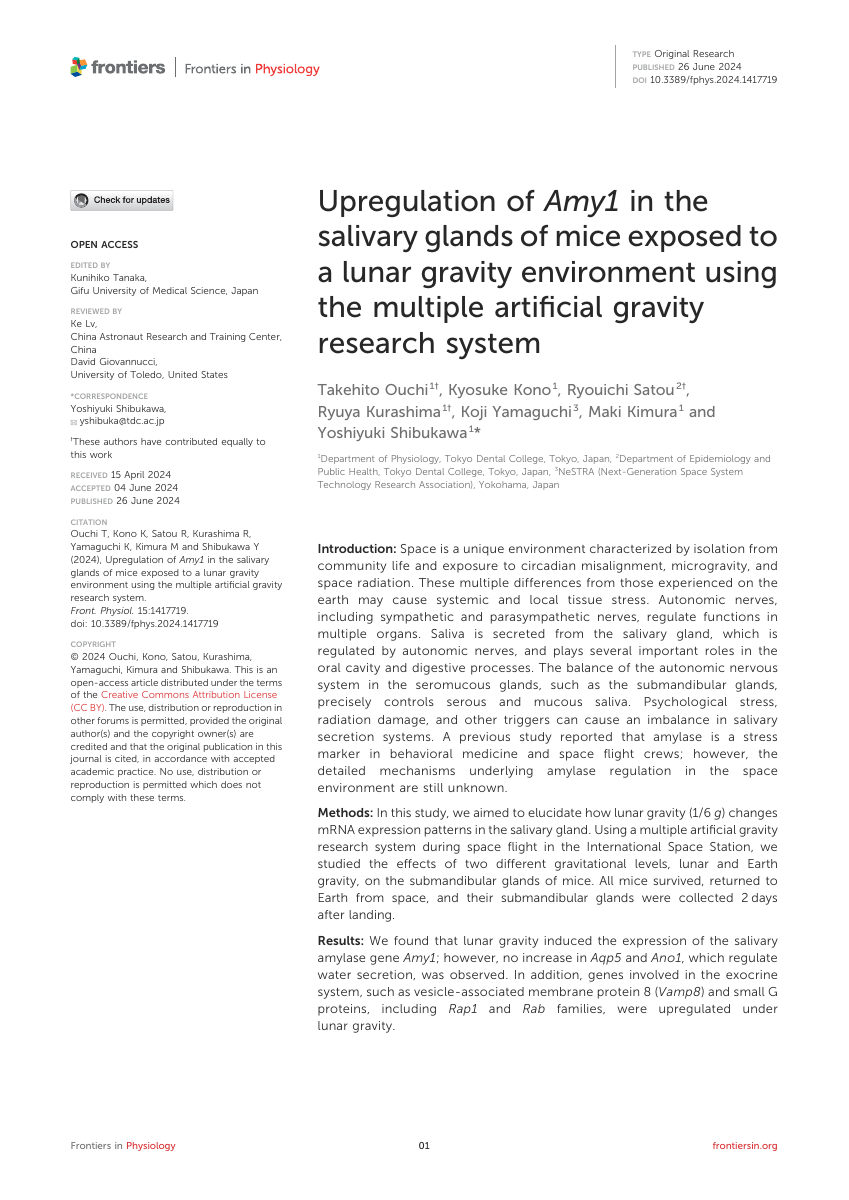 frontiers | Frontiers in Physiology
TYPE Original Research
PUBLISHED 26 June 2024
DOI 10.3389/fphys.2024.1417719
Check for updates
OPEN ACCESS
EDITED BY
Kunihiko Tanaka,
Gifu University of Medical Science, Japan
REVIEWED BY
Ke Lv,
China Astronaut Research and Training Center,
China
David Giovannucci,
University of Toledo, United States
*CORRESPONDENCE
Yoshiyuki Shibukawa,
yshibuka@tdc.ac.jp
†These authors have contributed equally to
this work
RECEIVED 15 April 2024
ACCEPTED 04 June 2024
PUBLISHED 26 June 2024
CITATION
Ouchi T, Kono K, Satou R, Kurashima R,
Yamaguchi K, Kimura M and Shibukawa Y
(2024), Upregulation of Amy1 in the salivary
glands of mice exposed to a lunar gravity
environment using the multiple artificial gravity
research system.
Front. Physiol. 15:1417719.
doi: 10.3389/fphys.2024.1417719
COPYRIGHT
© 2024 Ouchi, Kono, Satou, Kurashima,
Yamaguchi, Kimura and Shibukawa. This is an
open-access article distributed under the terms
of the Creative Commons Attribution License
(CC BY). The use, distribution or reproduction in
other forums is permitted, provided the original
author(s) and the copyright owner(s) are
credited and that the original publication in this
journal is cited, in accordance with accepted
academic practice. No use, distribution or
reproduction is permitted which does not
comply with these terms.
Upregulation of Amy1 in the
salivary glands of mice exposed to
a lunar gravity environment using
the multiple artificial gravity
research system
Takehito Ouchi1†, Kyosuke Kono1, Ryouichi Satou2†,
Ryuya Kurashima1†, Koji Yamaguchi3, Maki Kimura1 and
Yoshiyuki Shibukawa1*
1Department of Physiology, Tokyo Dental College, Tokyo, Japan, 2Department of Epidemiology and
Public Health, Tokyo Dental College, Tokyo, Japan, 3NeSTRA (Next-Generation Space System
Technology Research Association), Yokohama, Japan
Introduction: Space is a unique environment characterized by isolation from
community life and exposure to circadian misalignment, microgravity, and
space radiation. These multiple differences from those experienced on the
earth may cause systemic and local tissue stress. Autonomic nerves,
including sympathetic and parasympathetic nerves, regulate functions in
multiple organs. Saliva is secreted from the salivary gland, which is
regulated by autonomic nerves, and plays several important roles in the
oral cavity and digestive processes. The balance of the autonomic nervous
system in the seromucous glands, such as the submandibular glands,
precisely controls serous and mucous saliva. Psychological stress,
radiation damage, and other triggers can cause an imbalance in salivary
secretion systems. A previous study reported that amylase is a stress
marker in behavioral medicine and space flight crews; however, the
detailed mechanisms underlying amylase regulation in the space
environment are still unknown.
Methods: In this study, we aimed to elucidate how lunar gravity (1/6 g) changes
mRNA expression patterns in the salivary gland. Using a multiple artificial gravity
research system during space flight in the International Space Station, we
studied the effects of two different gravitational levels, lunar and Earth
gravity, on the submandibular glands of mice. All mice survived, returned to
Earth from space, and their submandibular glands were collected 2 days
after landing.
Results: We found that lunar gravity induced the expression of the salivary
amylase gene Amy1; however, no increase in Aqp5 and Ano1, which regulate
water secretion, was observed. In addition, genes involved in the exocrine
system, such as vesicle-associated membrane protein 8 (Vamp8) and small G
proteins, including Rap1 and Rab families, were upregulated under
lunar gravity.
Frontiers in Physiology
01
frontiersin.org